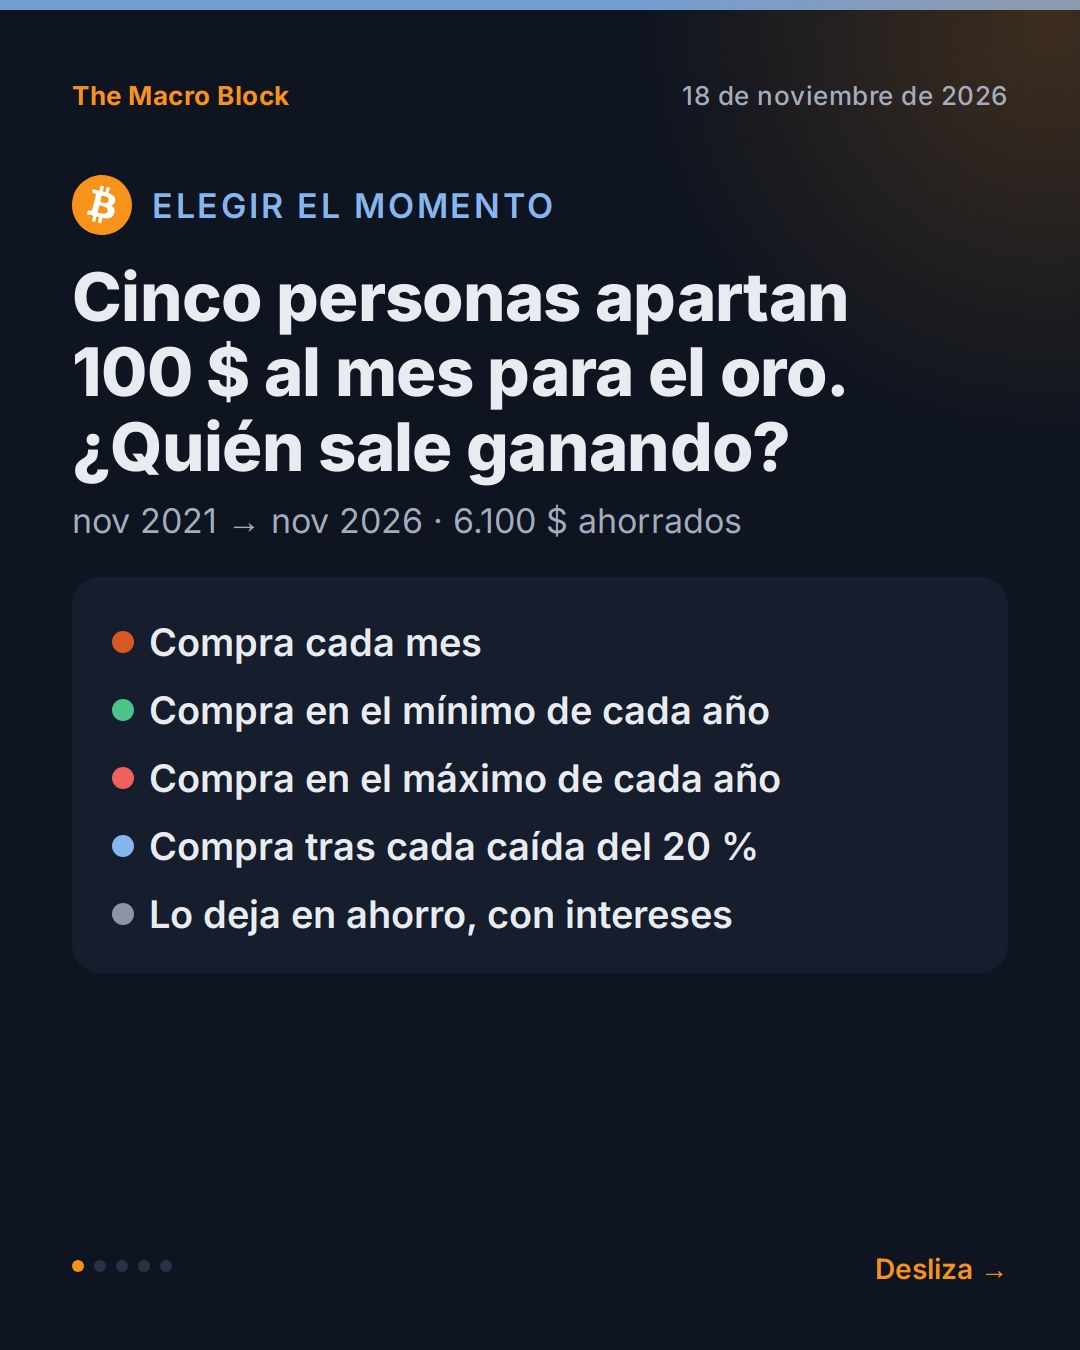 The Macro Block
18 de noviembre de 2026
ELEGIR EL MOMENTO
Cinco personas apartan
100 $ al mes para el oro.
¿Quién sale ganando?
nov 2021 → nov 2026 · 6.100 $ ahorrados
Compra cada mes
Compra en el mínimo de cada año
Compra en el máximo de cada año
Compra tras cada caída del 20 %
Lo deja en ahorro, con intereses
Desliza →